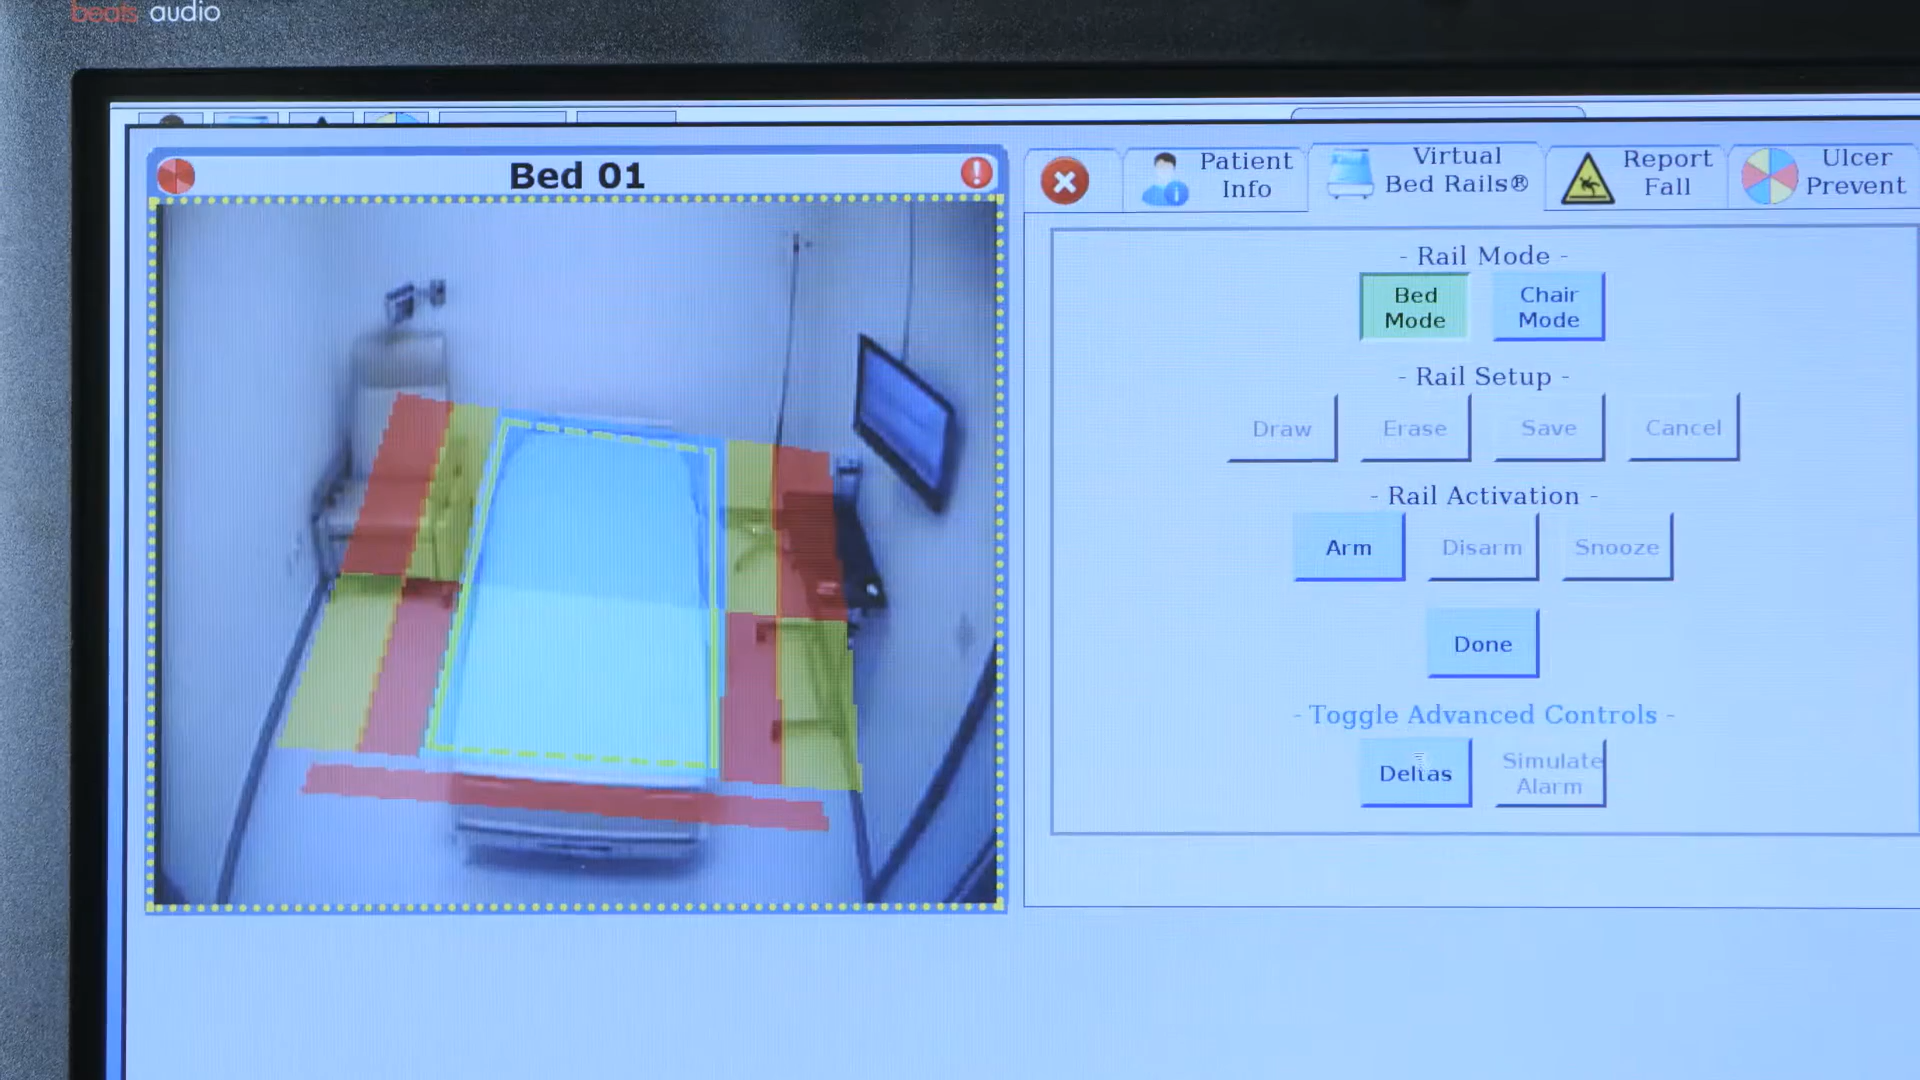 beats audio
Bed 01
Patient
Info
Virtual
Bed Rails®
Report
Fall
Ulcer
Prevent
- Rail Mode -
Bed
Mode
Chair
Mode
- Rail Setup -
Draw
Erase
Save
Cancel
- Rail Activation -
Arm
Disarm
Snooze
Done
- Toggle Advanced Controls -
Deltas
Simulate
Alarm